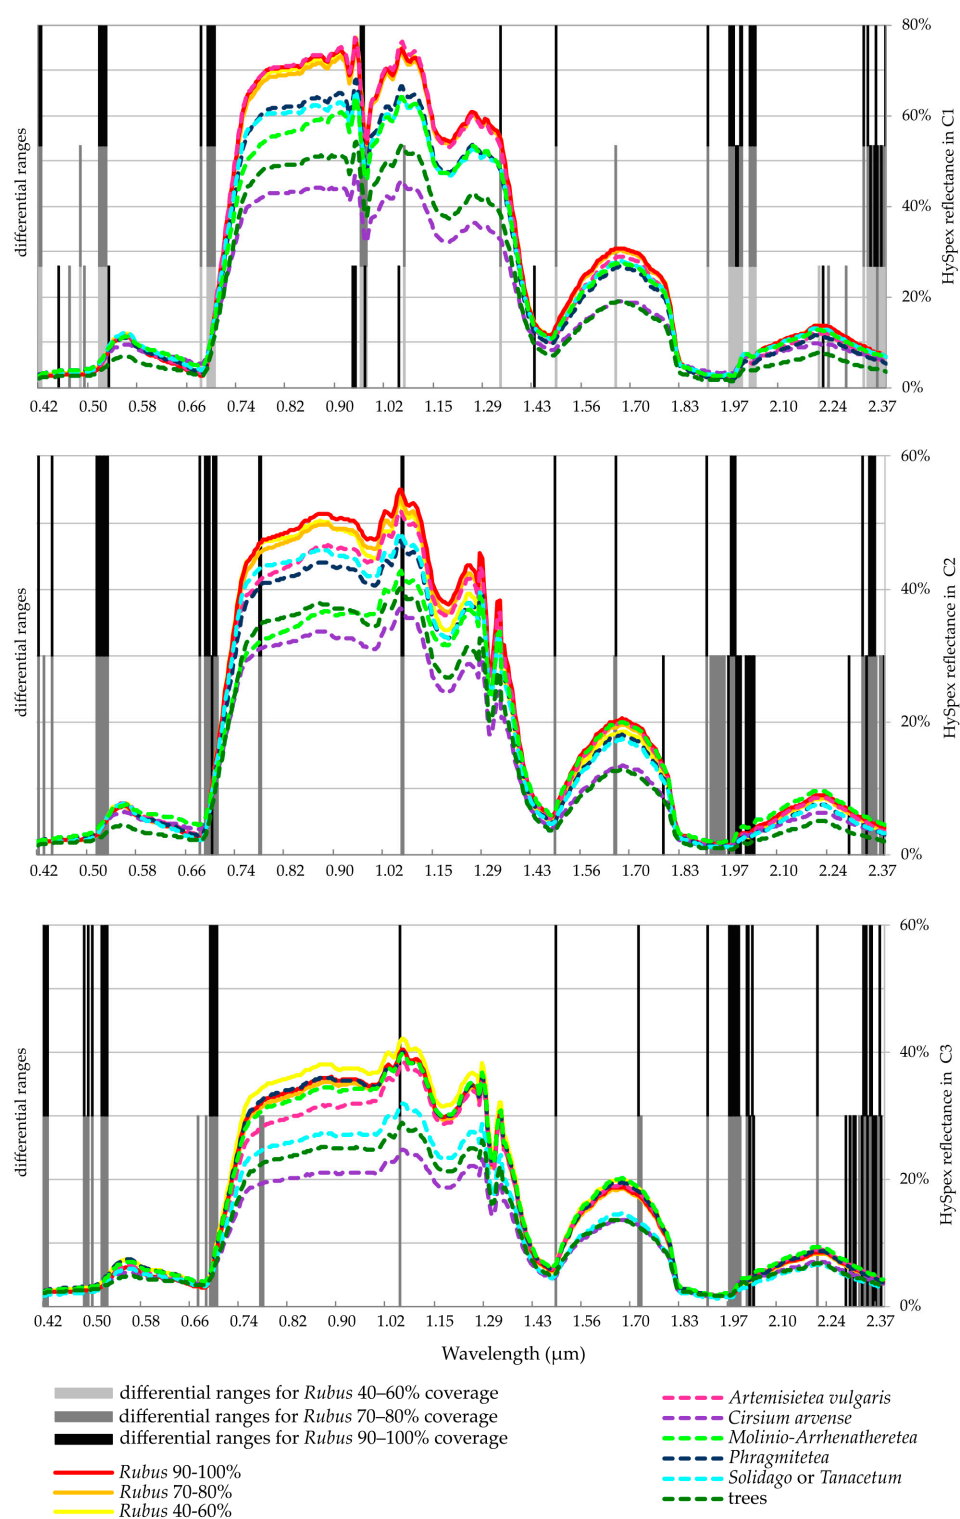 differential ranges
80%
60%
40%
20%
0%
HySpex reflectance in C1
0.42 0.50 0.58 0.66 0.74 0.82 0.90 1.02 1.15 1.29 1.43 1.56 1.70 1.83 1.97 2.10 2.24 2.37
differential ranges
60%
40%
20%
0%
HySpex reflectance in C2
0.42 0.50 0.58 0.66 0.74 0.82 0.90 1.02 1.15 1.29 1.43 1.56 1.70 1.83 1.97 2.10 2.24 2.37
differential ranges
60%
40%
20%
0%
HySpex reflectance in C3
0.42 0.50 0.58 0.66 0.74 0.82 0.90 1.02 1.15 1.29 1.43 1.56 1.70 1.83 1.97 2.10 2.24 2.37
Wavelength (µm)
differential ranges for Rubus 40–60% coverage
differential ranges for Rubus 70–80% coverage
differential ranges for Rubus 90–100% coverage
Rubus 90-100%
Rubus 70-80%
Rubus 40-60%
Artemisietea vulgaris
Cirsium arvense
Molinio-Arrhenatheretea
Phragmitetea
Solidago or Tanacetum
trees